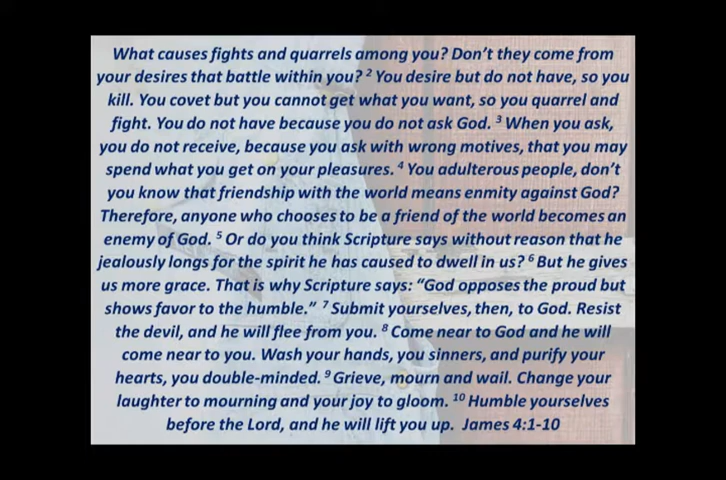 What causes fights and quarrels among you? Don't they come from
your desires that battle within you? ² You desire but do not have, so you
kill. You covet but you cannot get what you want, so you quarrel and
fight. You do not have because you do not ask God. ³ When you ask,
you do not receive, because you ask with wrong motives, that you may
spend what you get on your pleasures. ⁴ You adulterous people, don't
you know that friendship with the world means enmity against God?
Therefore, anyone who chooses to be a friend of the world becomes an
enemy of God. ⁵ Or do you think Scripture says without reason that he
jealously longs for the spirit he has caused to dwell in us? ⁶ But he gives
us more grace. That is why Scripture says: “God opposes the proud but
shows favor to the humble.” ⁷ Submit yourselves, then, to God. Resist
the devil, and he will flee from you. ⁸ Come near to God and he will
come near to you. Wash your hands, you sinners, and purify your
hearts, you double-minded. ⁹ Grieve, mourn and wail. Change your
laughter to mourning and your joy to gloom. ¹⁰ Humble yourselves
before the Lord, and he will lift you up. James 4:1-10